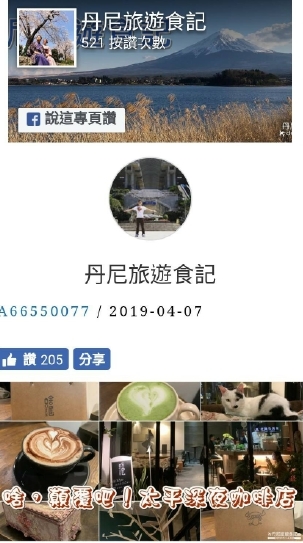 丹尼旅遊食記
521 按讚次數
說這專頁讚
丹尼旅遊食記
A66550077 / 2019-04-07
讚 205 分享
啥。顛覆吧！太平深夜咖啡店